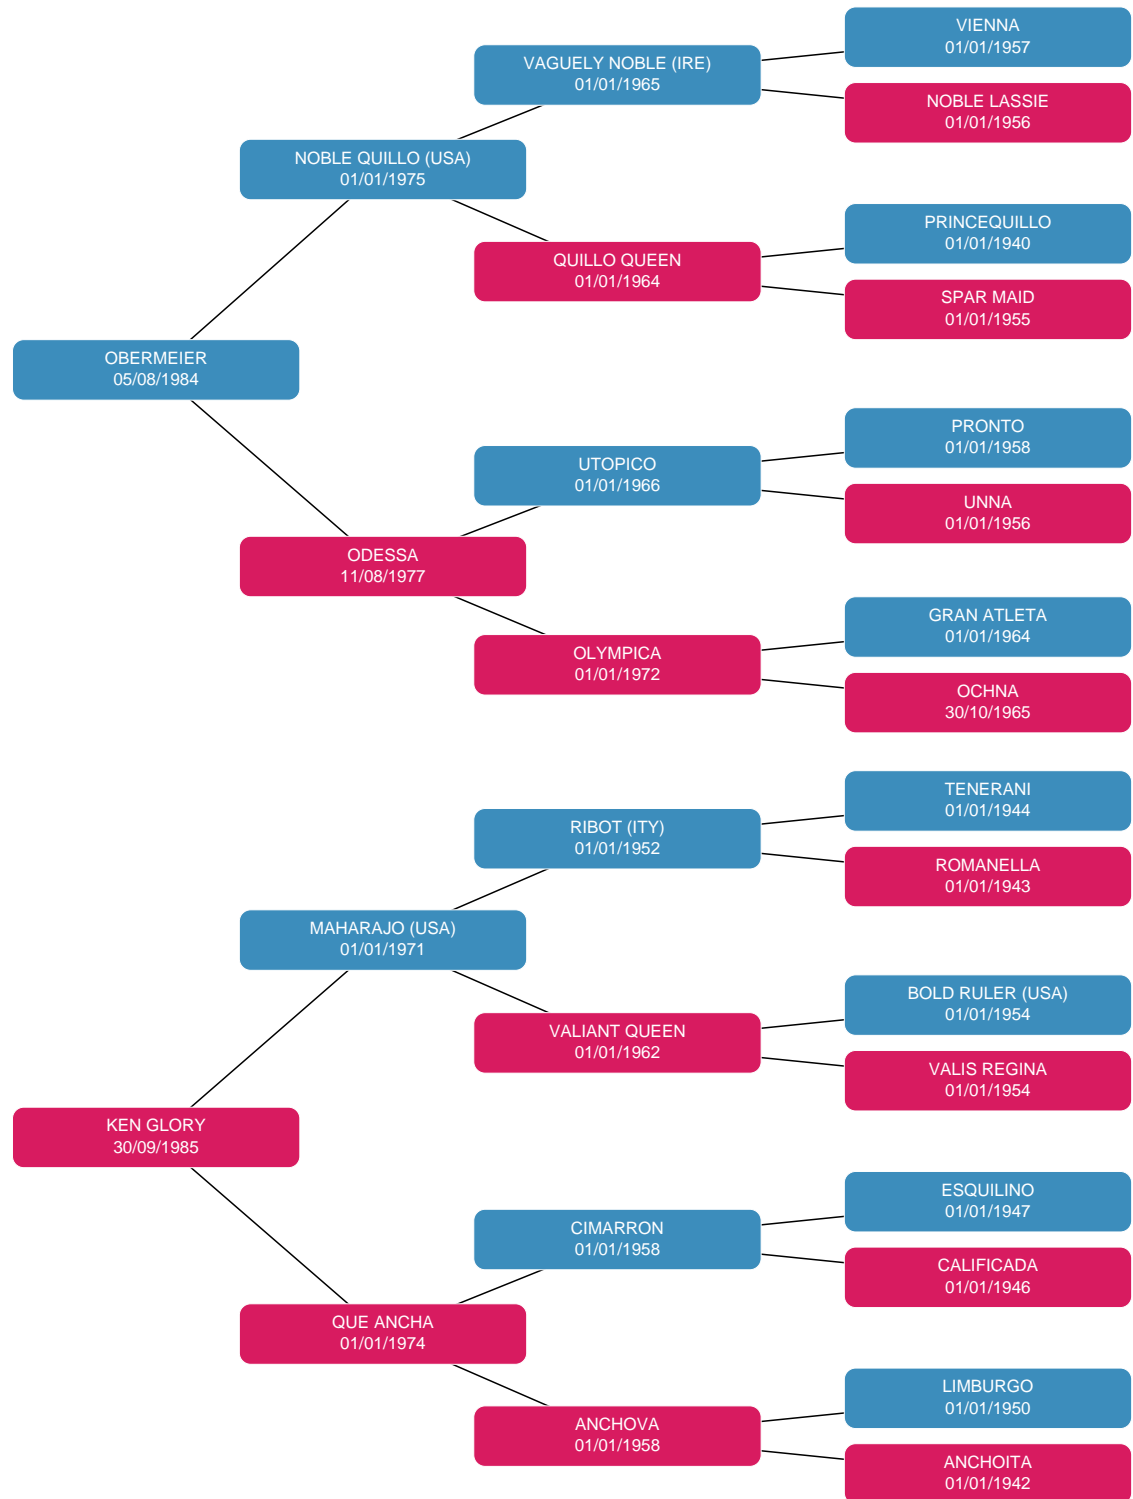 VIENNA
01/01/1957
VAGUELY NOBLE (IRE)
01/01/1965
NOBLE LASSIE
01/01/1956
NOBLE QUILLO (USA)
01/01/1975
PRINCEQUILLO
01/01/1940
QUILLO QUEEN
01/01/1964
SPAR MAID
01/01/1955
OBERMEIER
05/08/1984
PRONTO
01/01/1958
UTOPICO
01/01/1966
UNNA
01/01/1956
ODESSA
11/08/1977
GRAN ATLETA
01/01/1964
OLYMPICA
01/01/1972
OCHNA
30/10/1965
TENERANI
01/01/1944
RIBOT (ITY)
01/01/1952
ROMANELLA
01/01/1943
MAHARAJO (USA)
01/01/1971
BOLD RULER (USA)
01/01/1954
VALIANT QUEEN
01/01/1962
VALIS REGINA
01/01/1954
KEN GLORY
30/09/1985
ESQUILINO
01/01/1947
CIMARRON
01/01/1958
CALIFICADA
01/01/1946
QUE ANCHA
01/01/1974
LIMBURGO
01/01/1950
ANCHOVA
01/01/1958
ANCHOITA
01/01/1942